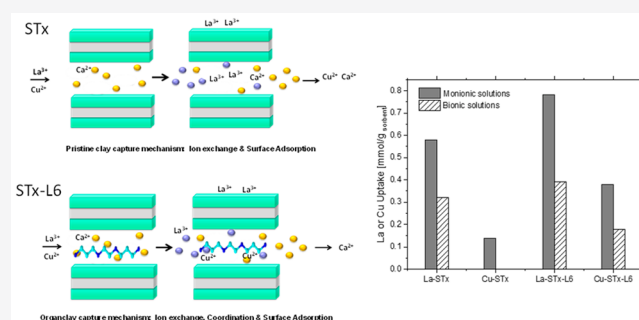 STx
La³⁺ La³⁺
La³⁺
Cu²⁺
Ca²⁺
La³⁺ La³⁺
Ca²⁺
Cu²⁺ Ca²⁺
Pristine clay capture mechanism: Ion exchange & Surface Adsorption
STx-L6
La³⁺ La³⁺
La³⁺
Cu²⁺
Ca²⁺
La³⁺
Cu²⁺
Cu²⁺
Ca²⁺
Organclay capture mechanism: Ion exchange, Coordination & Surface Adsorption
La or Cu Uptake [mmol/g sorbent]
0.8
0.7
0.6
0.5
0.4
0.3
0.2
0.1
0.0
Monionic solutions
Bionic solutions
La-STx
Cu-STx
La-STx-L6
Cu-STx-L6